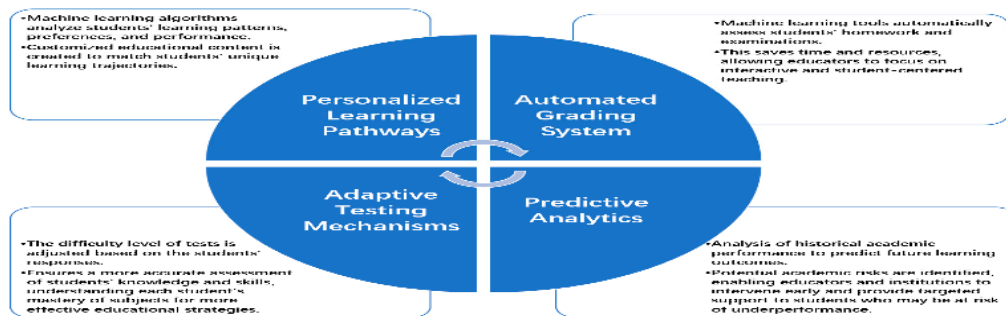 •Machine learning algorithms
analyze students' learning patterns,
preferences, and performance.
•Customized educational content is
created to match students' unique
learning trajectories.
•Machine learning tools automatically
assess students' homework and
examinations.
•This saves time and resources,
allowing educators to focus on
interactive and student-centered
teaching.
Personalized
Learning
Pathways
Automated
Grading
System
Adaptive
Testing
Mechanisms
Predictive
Analytics
•The difficulty level of tests is
adjusted based on the students'
responses.
•Ensures a more accurate assessment
of students' knowledge and skills,
understanding each student's
mastery of subjects for more
effective educational strategies.
•Analysis of historical academic
performance to predict future learning
outcomes.
•Potential academic risks are identified,
enabling educators and institutions to
intervene early and provide targeted
support to students who may be at risk
of underperformance.